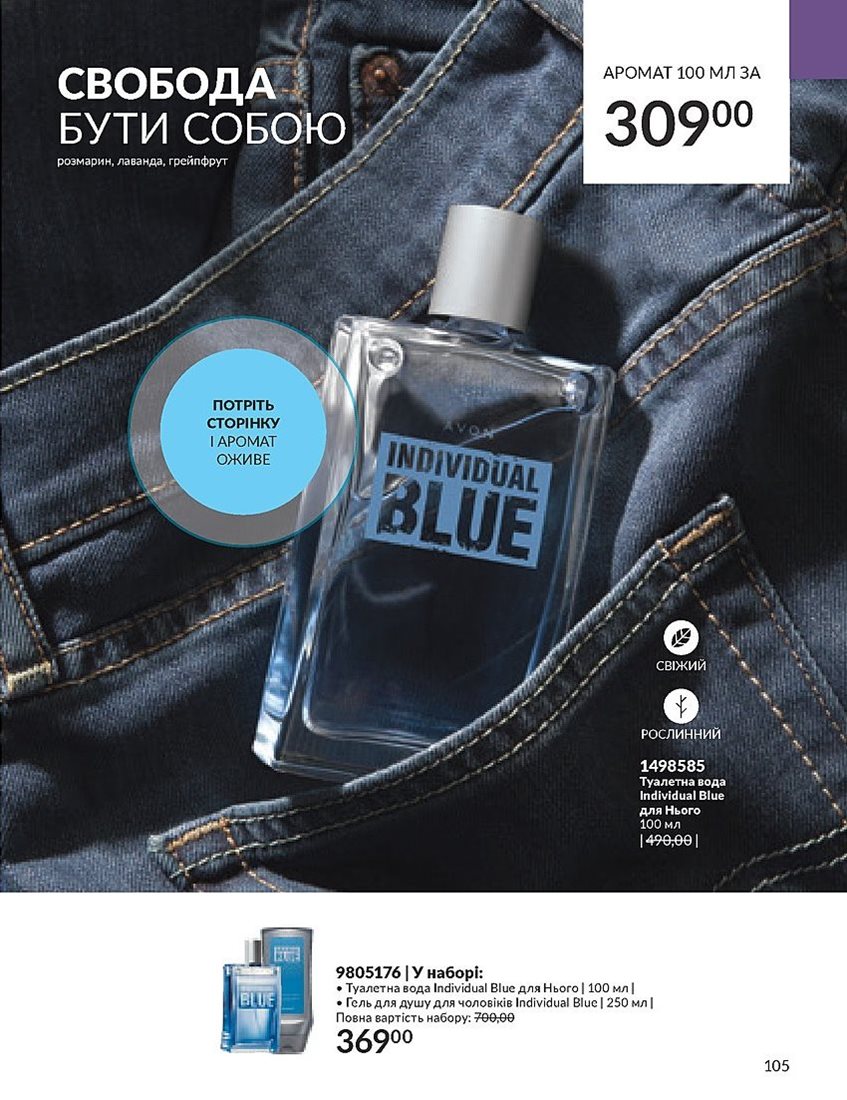 СВОБОДА
БУТИ СОБОЮ
розмарин, лаванда, грейпфрут
АРОМАТ 100 МЛ ЗА
309⁰⁰
ПОТРІТЬ
СТОРІНКУ
І АРОМАТ
ОЖИВЕ
AVON
INDIVIDUAL
BLUE
СВІЖИЙ
РОСЛИННИЙ
1498585
Туалетна вода
Individual Blue
для Нього
100 мл
| 490,00 |
BLUE
BLUE
9805176 | У наборі:
• Туалетна вода Individual Blue для Нього | 100 мл |
• Гель для душу для чоловіків Individual Blue | 250 мл |
Повна вартість набору: 700,00
369⁰⁰
105